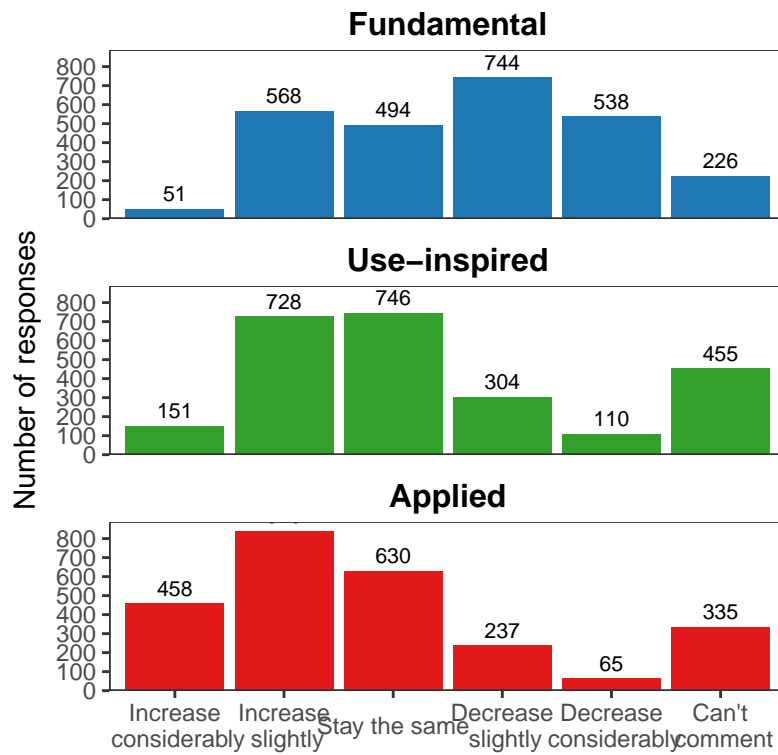 Fundamental
800
700
600
500
400
300
200
100
0
51
568
494
744
538
226
Use−inspired
800
700
600
500
400
300
200
100
0
151
728
746
304
110
455
Applied
800
700
600
500
400
300
200
100
0
458
630
237
65
335
Number of responses
Increase
considerably
Increase
slightly
Stay the same
Decrease
slightly
Decrease
considerably
Can't
comment